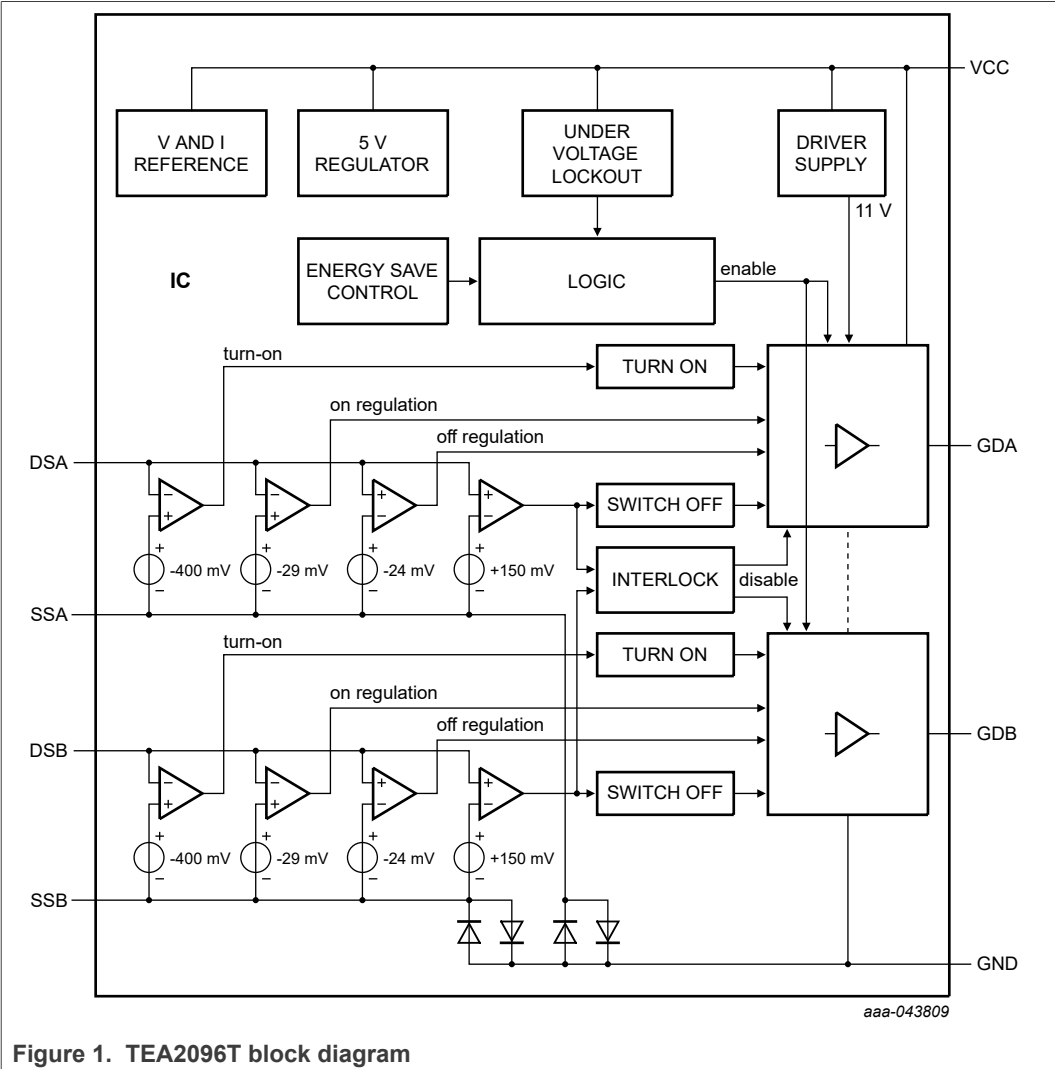 VCC
V AND I
REFERENCE
5 V
REGULATOR
UNDER
VOLTAGE
LOCKOUT
DRIVER
SUPPLY
11 V
IC
ENERGY SAVE
CONTROL
LOGIC
enable
turn-on
TURN ON
on regulation
off regulation
DSA
GDA
SWITCH OFF
INTERLOCK
disable
-400 mV
-29 mV
-24 mV
+150 mV
SSA
turn-on
TURN ON
on regulation
off regulation
DSB
GDB
SWITCH OFF
-400 mV
-29 mV
-24 mV
+150 mV
SSB
GND
aaa-043809
Figure 1. TEA2096T block diagram